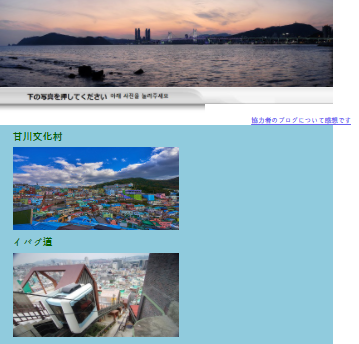 下の写真を押してください 아래 사진을 눌러주세요
協力者のブログについて感想です
甘川文化村
イバグ道